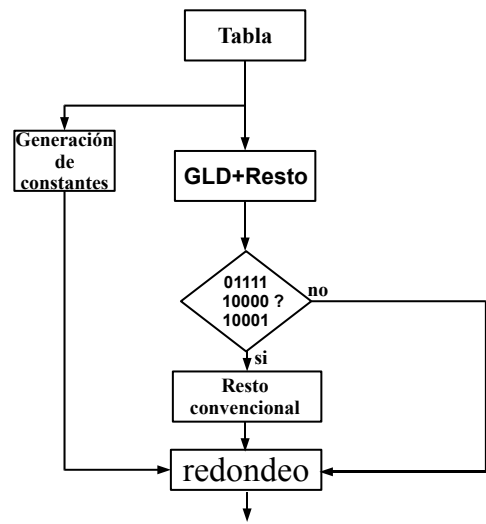 Tabla
Generación
de
constantes
GLD+Resto
01111
10000 ?
10001
no
si
Resto
convencional
redondeo